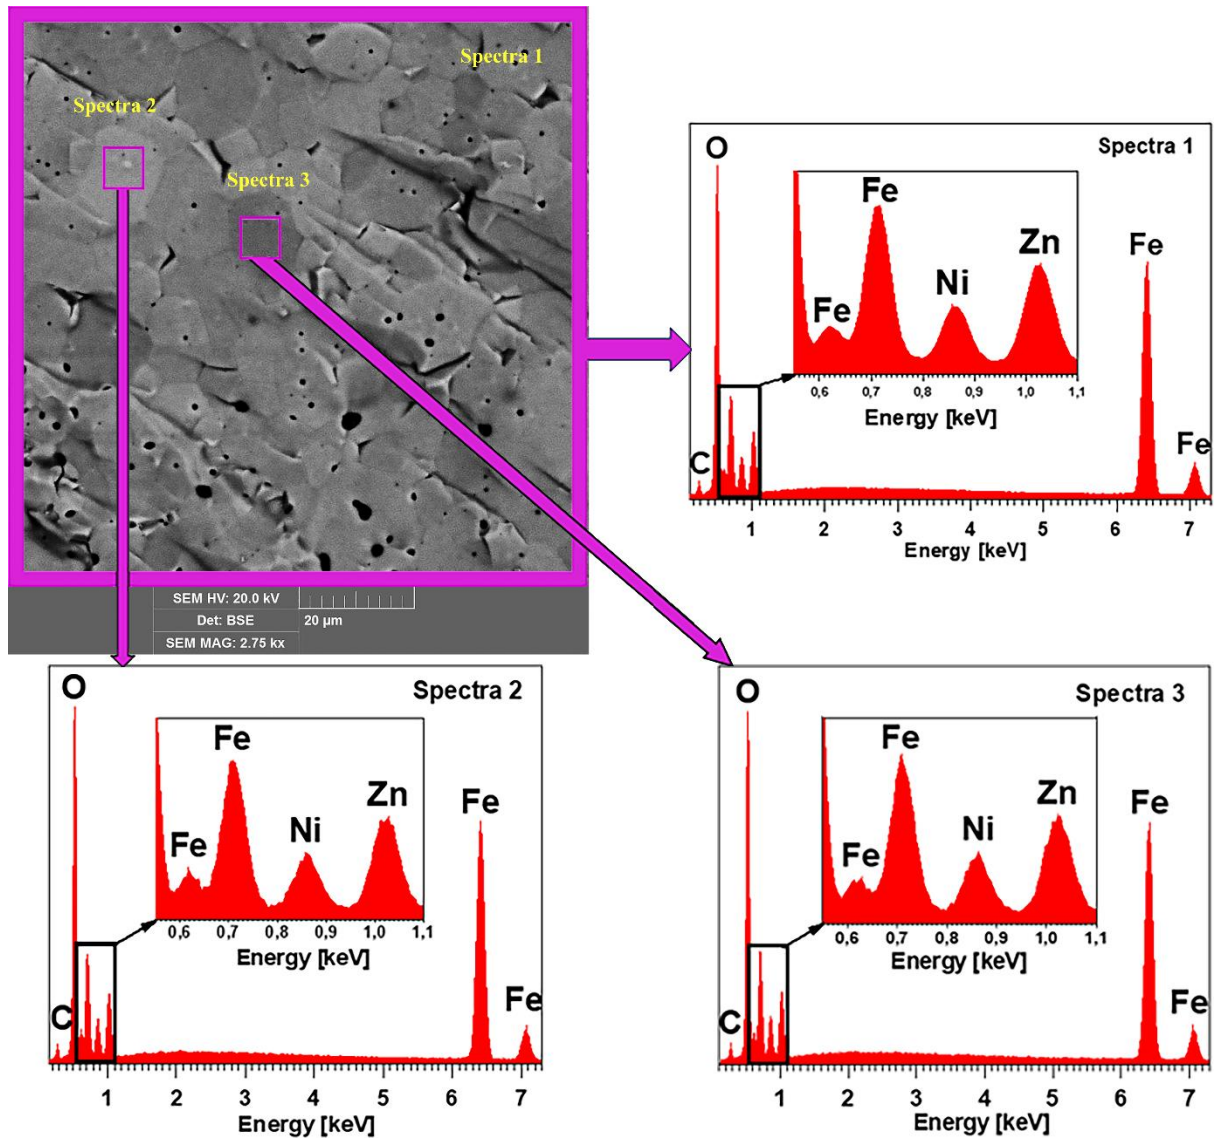 Spectra 1
Spectra 2
Spectra 3
SEM HV: 20.0 kV
Det: BSE
20 µm
SEM MAG: 2.75 kx
Spectra 1
O
Fe
Fe
Ni
Zn
0,6 0,7 0,8 0,9 1,0 1,1
Energy [keV]
C
Fe
Fe
1 2 3 4 5 6 7
Energy [keV]
Spectra 2
O
Fe
Fe
Ni
Zn
0,6 0,7 0,8 0,9 1,0 1,1
Energy [keV]
C
Fe
Fe
1 2 3 4 5 6 7
Energy [keV]
Spectra 3
O
Fe
Fe
Ni
Zn
0,6 0,7 0,8 0,9 1,0 1,1
Energy [keV]
C
Fe
Fe
1 2 3 4 5 6 7
Energy [keV]